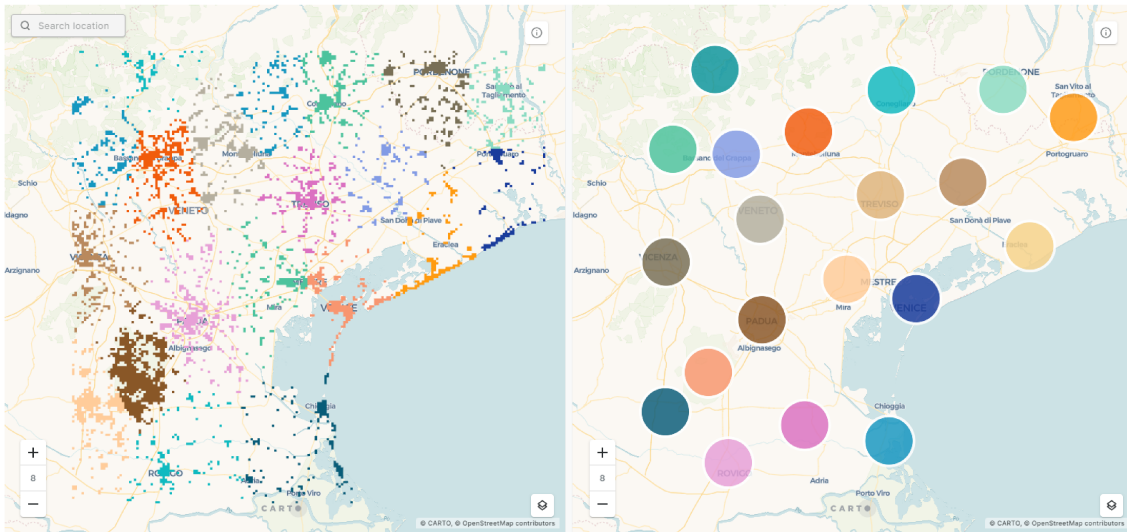 Search location
PORDENONE
San Vito al
Tagliamento
Conegliano
Bassano del Grappa
Montebelluna
Portogruaro
Schio
VENETO
TREVISO
San Donà di Piave
Eraclea
VICENZA
Arzignano
MESTRE
Mira
VENICE
PADUA
Albignasego
Chioggia
ROVIGO
Adria
Porto Viro
CARTO
+
8
−
© CARTO, © OpenStreetMap contributors
PORDENONE
San Vito al
Tagliamento
Conegliano
Portogruaro
Bassano del Grappa
Schio
VENETO
TREVISO
San Donà di Piave
Eraclea
VICENZA
Arzignano
MESTRE
Mira
VENICE
PADUA
Albignasego
Chioggia
ROVIGO
Adria
Porto Viro
CARTO
+
8
−
© CARTO, © OpenStreetMap contributors